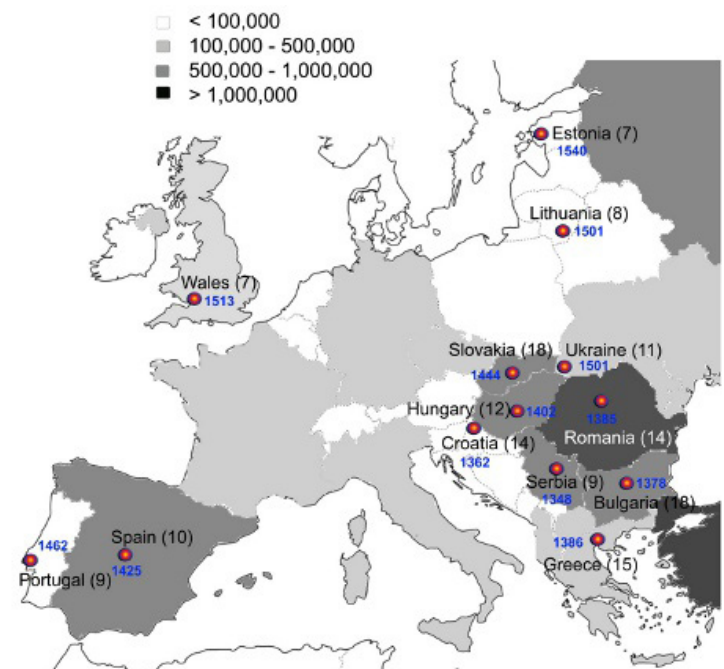 < 100,000
100,000 - 500,000
500,000 - 1,000,000
> 1,000,000
Estonia (7)
1540
Lithuania (8)
1501
Wales (7)
1513
Slovakia (18)
1444
Ukraine (11)
1501
Hungary (12)
1402
1385
Romania (14)
Croatia (14)
1362
Serbia (9)
1348
1378
Bulgaria (18)
1386
Greece (15)
Spain (10)
1425
1462
Portugal (9)